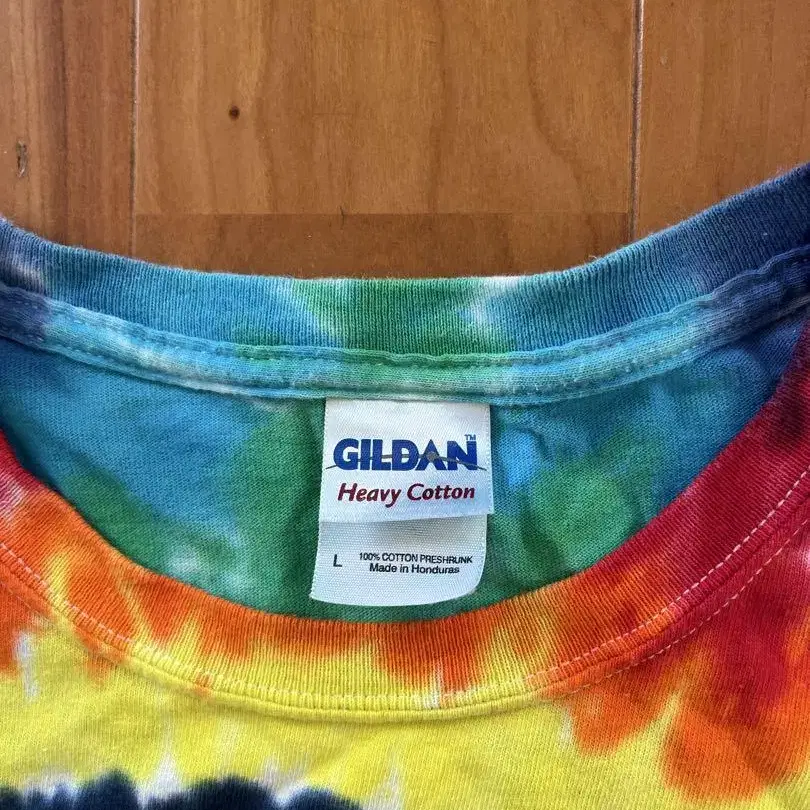 GILDAN™
Heavy Cotton
L
100% COTTON PRESHRUNK
Made in Honduras